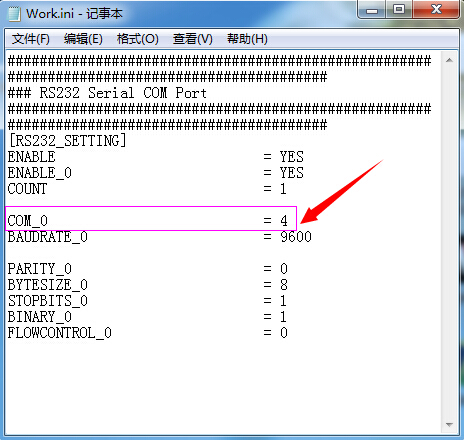 Work.ini - 记事本
文件(F) 编辑(E) 格式(O) 查看(V) 帮助(H)
####################################################
#######################################
### RS232 Serial COM Port
####################################################
#######################################
[RS232_SETTING]
ENABLE = YES
ENABLE_0 = YES
COUNT = 1
COM_0 = 4
BAUDRATE_0 = 9600
PARITY_0 = 0
BYTESIZE_0 = 8
STOPBITS_0 = 1
BINARY_0 = 1
FLOWCONTROL_0 = 0